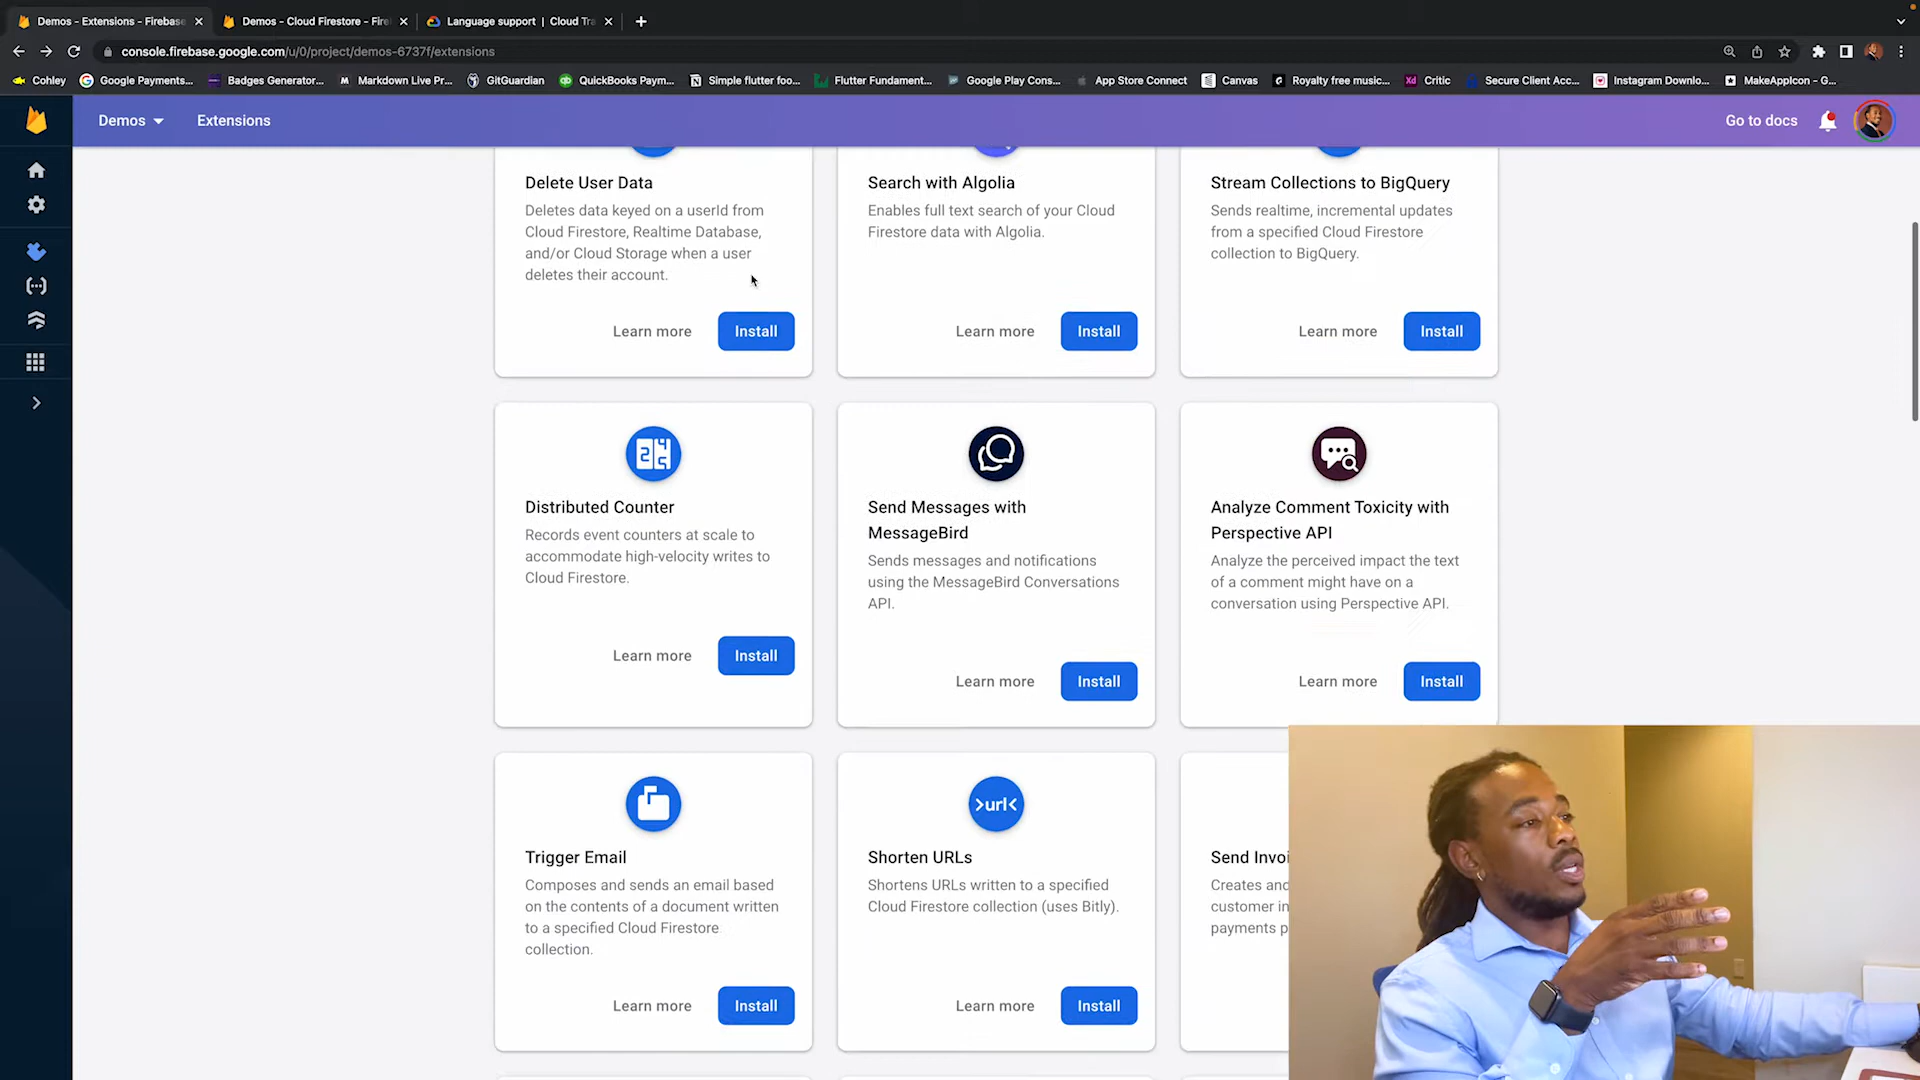 Demos - Extensions - Firebase
Demos - Cloud Firestore - Fire
Language support | Cloud Tra
console.firebase.google.com/u/0/project/demos-6737f/extensions
Cohley
Google Payments...
Badges Generator...
Markdown Live Pr...
GitGuardian
QuickBooks Paym...
Simple flutter foo...
Flutter Fundament...
Google Play Cons...
App Store Connect
Canvas
Royalty free music...
Critic
Secure Client Acc...
Instagram Downlo...
MakeAppIcon - G...
Demos
Extensions
Go to docs
Delete User Data
Deletes data keyed on a userId from
Cloud Firestore, Realtime Database,
and/or Cloud Storage when a user
deletes their account.
Learn more
Install
Search with Algolia
Enables full text search of your Cloud
Firestore data with Algolia.
Learn more
Install
Stream Collections to BigQuery
Sends realtime, incremental updates
from a specified Cloud Firestore
collection to BigQuery.
Learn more
Install
Distributed Counter
Records event counters at scale to
accommodate high-velocity writes to
Cloud Firestore.
Learn more
Install
Send Messages with
MessageBird
Sends messages and notifications
using the MessageBird Conversations
API.
Learn more
Install
Analyze Comment Toxicity with
Perspective API
Analyze the perceived impact the text
of a comment might have on a
conversation using Perspective API.
Learn more
Install
Trigger Email
Composes and sends an email based
on the contents of a document written
to a specified Cloud Firestore
collection.
Learn more
Install
>url<
Shorten URLs
Shortens URLs written to a specified
Cloud Firestore collection (uses Bitly).
Learn more
Install
Send Invoi
Creates and
customer in
payments p